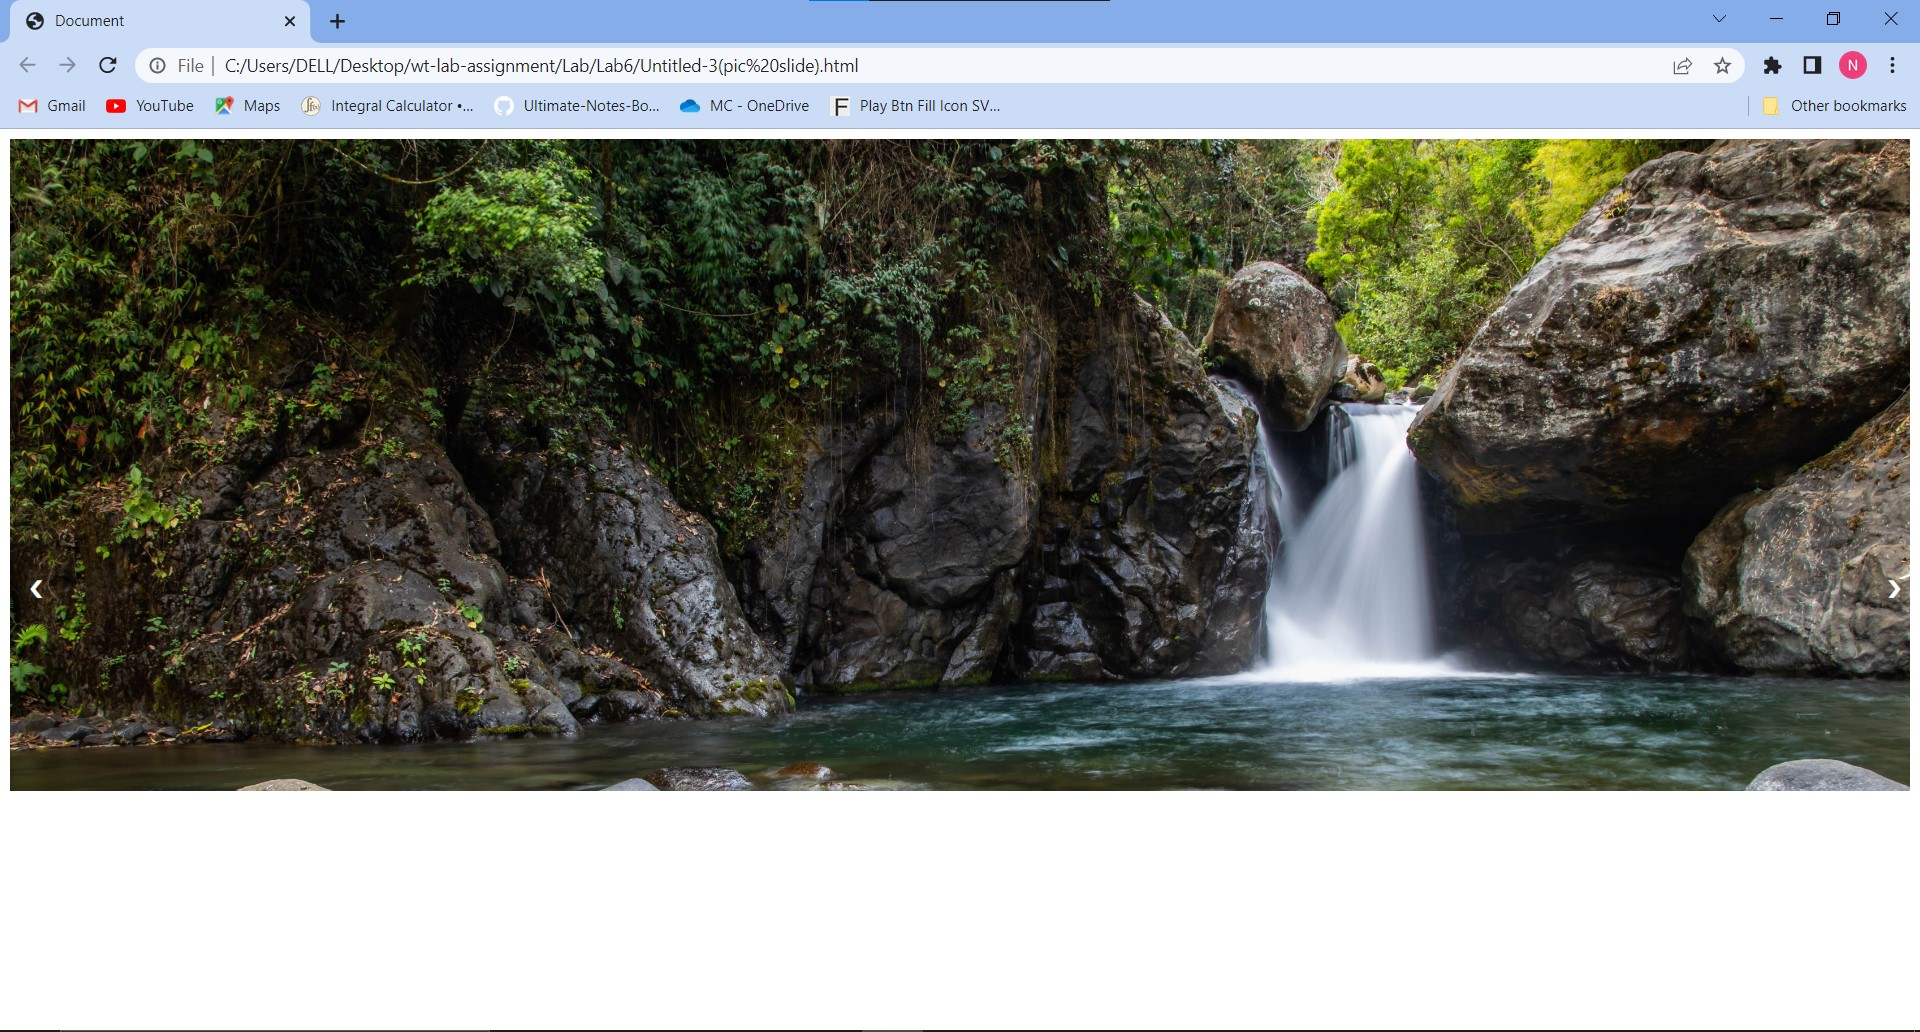 Document
File C:/Users/DELL/Desktop/wt-lab-assignment/Lab/Lab6/Untitled-3(pic%20slide).html
N
Gmail YouTube Maps Integral Calculator •... Ultimate-Notes-Bo... MC - OneDrive Play Btn Fill Icon SV... Other bookmarks
❮ ❯